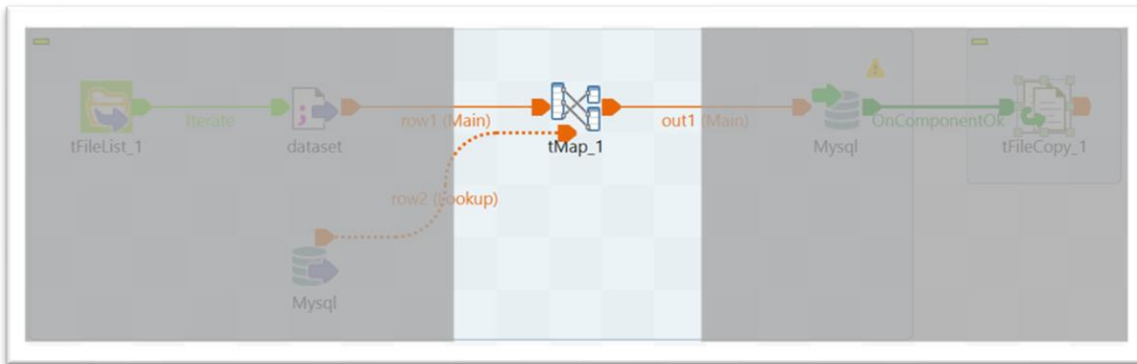 Iterate
row1 (Main)
out1 (Main)
OnComponentOk
tFileList_1
dataset
tMap_1
Mysql
tFileCopy_1
row2 (Lookup)
Mysql